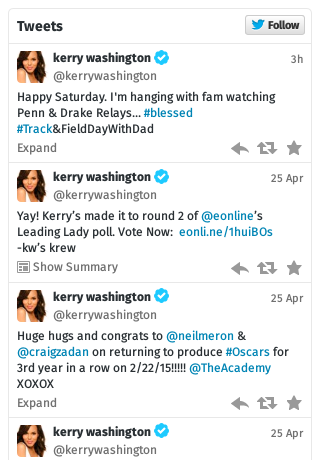 Tweets
Follow
kerry washington
3h
@kerrywashington
Happy Saturday. I'm hanging with fam watching
Penn & Drake Relays... #blessed
#Track&FieldDayWithDad
Expand
kerry washington
25 Apr
@kerrywashington
Yay! Kerry's made it to round 2 of @eonline's
Leading Lady poll. Vote Now: eonli.ne/1huiBOs
-kw's krew
Show Summary
kerry washington
25 Apr
@kerrywashington
Huge hugs and congrats to @neilmeron &
@craigzadan on returning to produce #Oscars for
3rd year in a row on 2/22/15!!!!! @TheAcademy
XOXOX
Expand
kerry washington
25 Apr
@kerrywashington